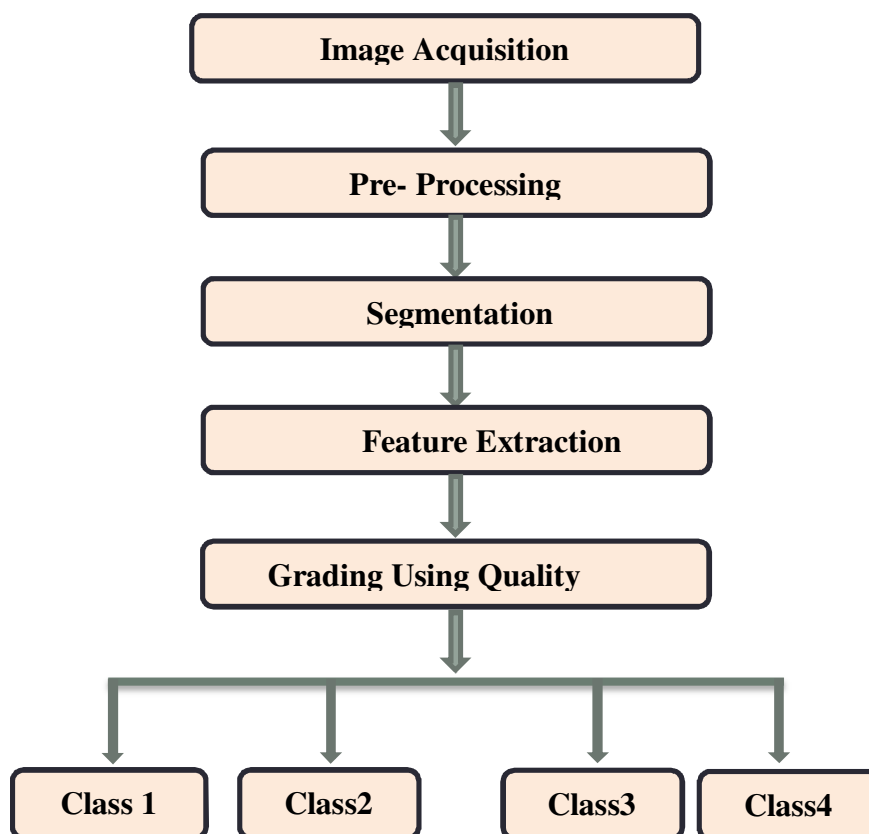 Image Acquisition
Pre- Processing
Segmentation
Feature Extraction
Grading Using Quality
Class 1 Class2 Class3 Class4